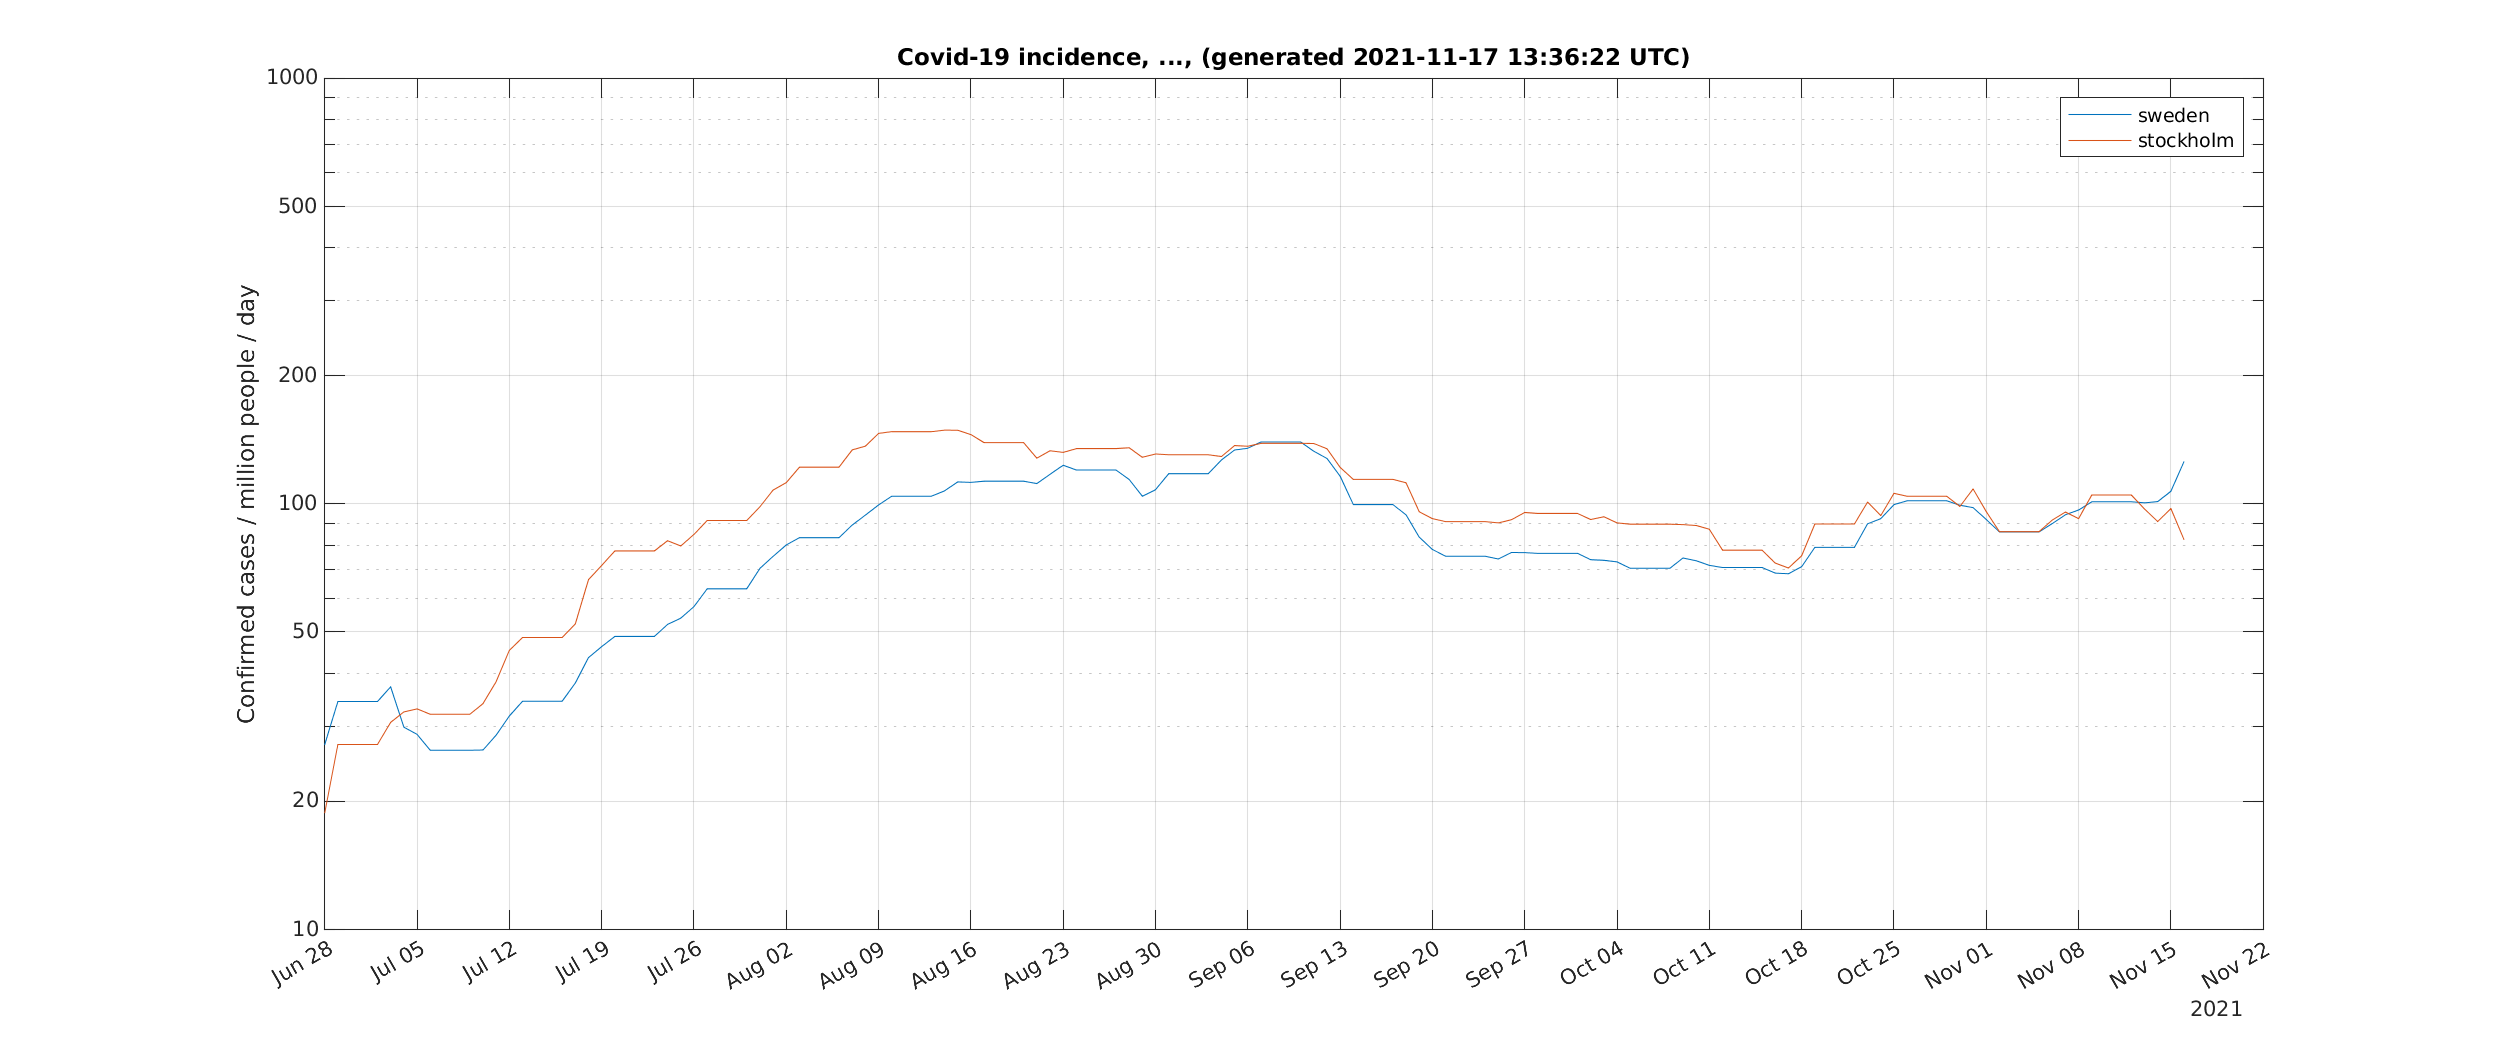 Covid-19 incidence, ..., (generated 2021-11-17 13:36:22 UTC)
sweden
stockholm
Confirmed cases / million people / day
1000
500
200
100
50
20
10
Jun 28
Jul 05
Jul 12
Jul 19
Jul 26
Aug 02
Aug 09
Aug 16
Aug 23
Aug 30
Sep 06
Sep 13
Sep 20
Sep 27
Oct 04
Oct 11
Oct 18
Oct 25
Nov 01
Nov 08
Nov 15
Nov 22
2021